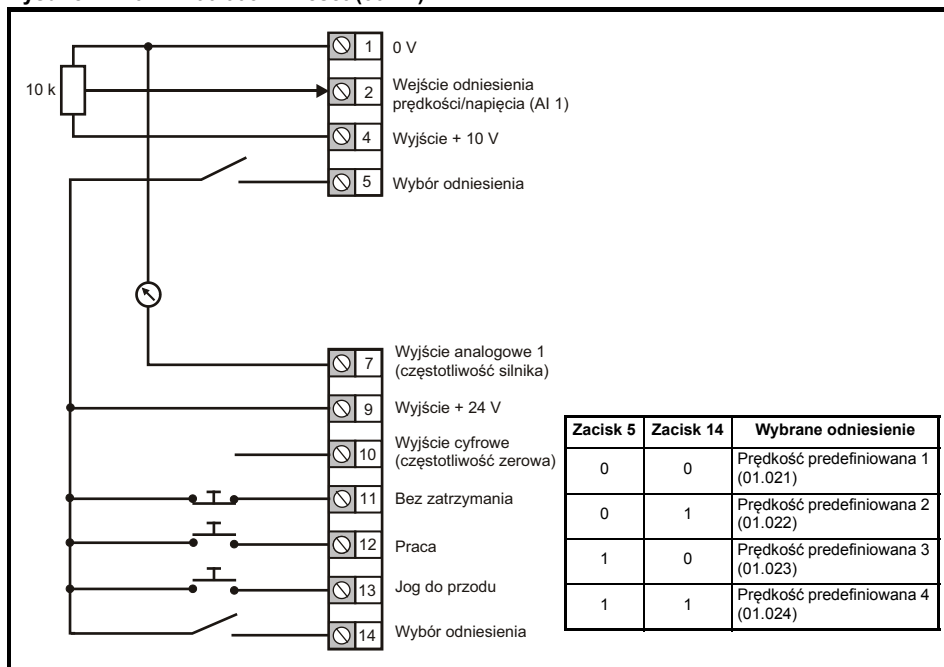 10 k
1 0 V
2 Wejście odniesienia
prędkości/napięcia (AI 1)
4 Wyjście + 10 V
5 Wybór odniesienia
7 Wyjście analogowe 1
(częstotliwość silnika)
9 Wyjście + 24 V
10 Wyjście cyfrowe
(częstotliwość zerowa)
11 Bez zatrzymania
12 Praca
13 Jog do przodu
14 Wybór odniesienia
Zacisk 5 Zacisk 14 Wybrane odniesienie
0 0 Prędkość predefiniowana 1
(01.021)
0 1 Prędkość predefiniowana 2
(01.022)
1 0 Prędkość predefiniowana 3
(01.023)
1 1 Prędkość predefiniowana 4
(01.024)